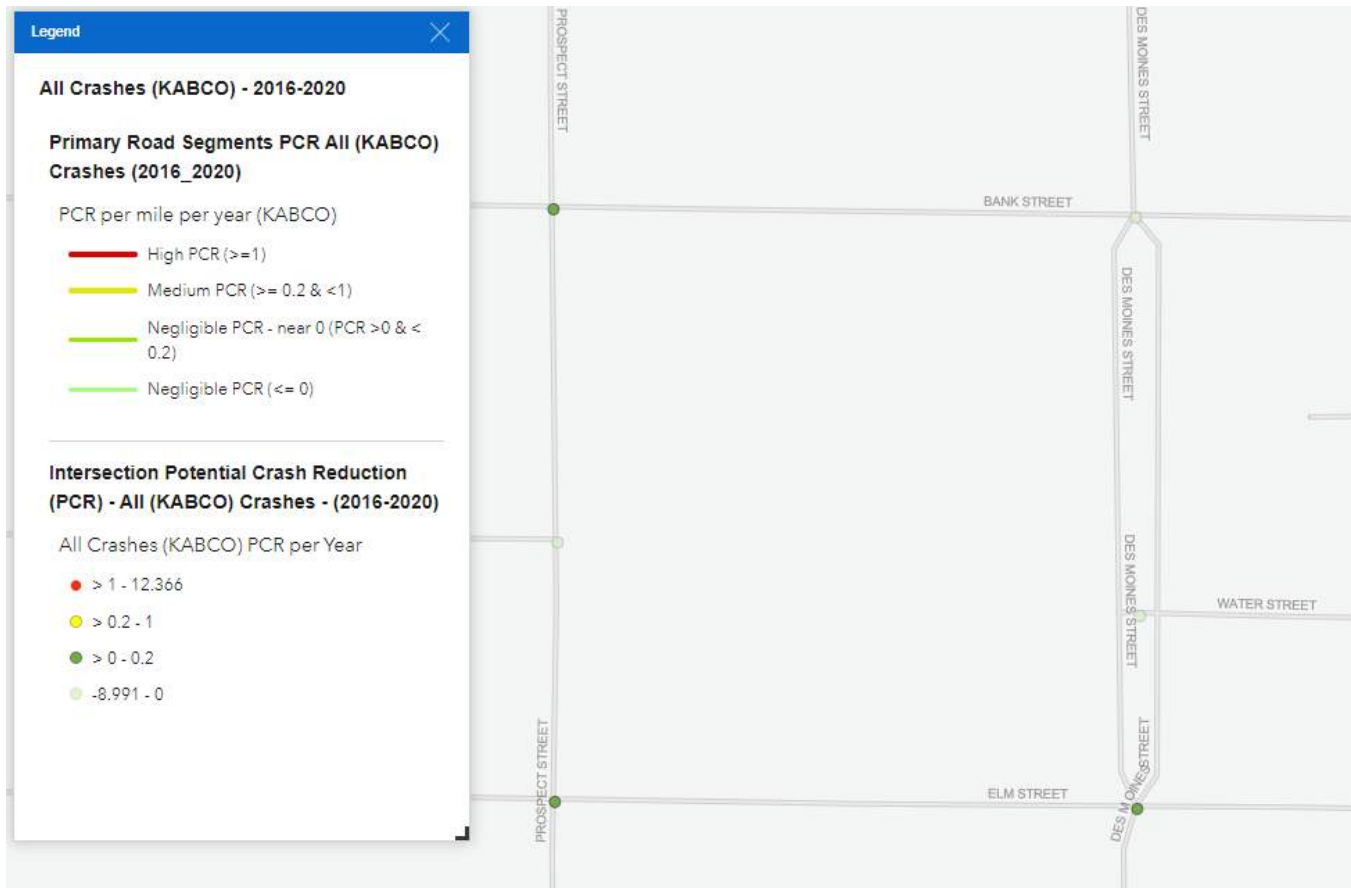 Legend
All Crashes (KABCO) - 2016-2020
Primary Road Segments PCR All (KABCO)
Crashes (2016_2020)
PCR per mile per year (KABCO)
High PCR (>=1)
Medium PCR (>= 0.2 & <1)
Negligible PCR - near 0 (PCR >0 & <
0.2)
Negligible PCR (<= 0)
Intersection Potential Crash Reduction
(PCR) - All (KABCO) Crashes - (2016-2020)
All Crashes (KABCO) PCR per Year
> 1 - 12.366
> 0.2 - 1
> 0 - 0.2
-8.991 - 0
PROSPECT STREET
DES MOINES STREET
BANK STREET
DES MOINES STREET
DES MOINES STREET
WATER STREET
PROSPECT STREET
ELM STREET
DES MOINES STREET